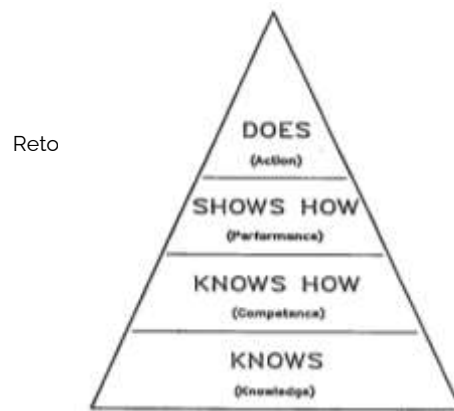 DOES
(Action)
Reto
SHOWS HOW
(Performance)
KNOWS HOW
(Competence)
KNOWS
(Knowledge)